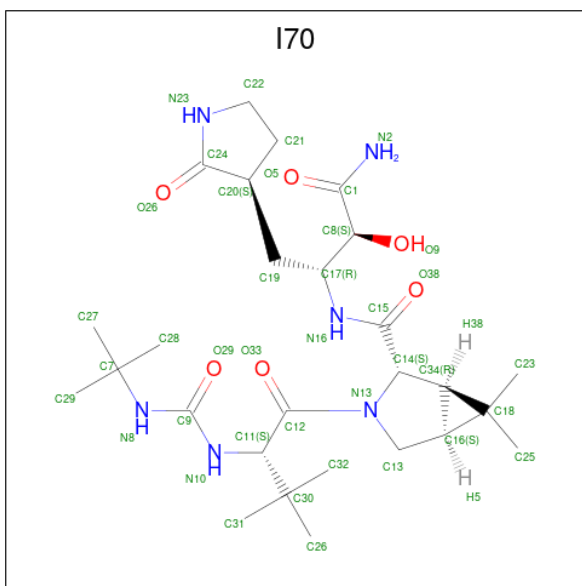 I70
C22
N23
HN
C21
N2
C24
O5
NH2
O
C1
O
C20(S)
O26
C8(S)
OH
O9
C19
C17(R)
O38
C27
C15
O
N
H
C28
N16
H38
C7
O29
O33
H
C14(S)
C34(R)
C23
O
O
C29
N13
C18
N
H
N
N8
C9
C11(S)
C12
C16(S)
N
H
C13
C25
N10
C32
H
H5
C30
C31
C26